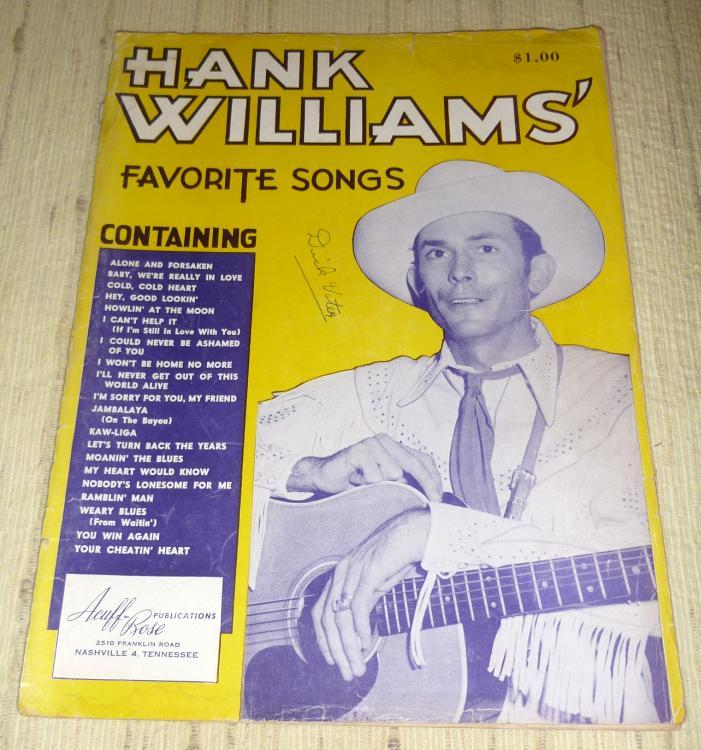 HANK
WILLIAMS'
$1.00
FAVORITE SONGS
CONTAINING
ALONE AND FORSAKEN
BABY, WE'RE REALLY IN LOVE
COLD, COLD HEART
HEY, GOOD LOOKIN'
HOWLIN' AT THE MOON
I CAN'T HELP IT
(If I'm Still In Love With You)
I COULD NEVER BE ASHAMED
OF YOU
I WON'T BE HOME NO MORE
I'LL NEVER GET OUT OF THIS
WORLD ALIVE
I'M SORRY FOR YOU, MY FRIEND
JAMBALAYA
(On The Bayou)
KAW-LIGA
LET'S TURN BACK THE YEARS
MOANIN' THE BLUES
MY HEART WOULD KNOW
NOBODY'S LONESOME FOR ME
RAMBLIN' MAN
WEARY BLUES
(From Waitin')
YOU WIN AGAIN
YOUR CHEATIN' HEART
Dick Voter
Acuff-Rose PUBLICATIONS
2510 FRANKLIN ROAD
NASHVILLE 4, TENNESSEE